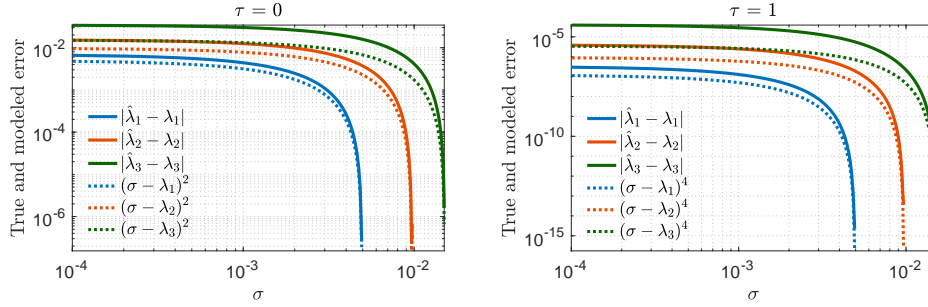 τ = 0
True and modeled error
10⁻²
10⁻⁴
10⁻⁶
|λ̂₁ − λ₁|
|λ̂₂ − λ₂|
|λ̂₃ − λ₃|
(σ − λ₁)²
(σ − λ₂)²
(σ − λ₃)²
10⁻⁴ 10⁻³ 10⁻²
σ
τ = 1
True and modeled error
10⁻⁵
10⁻¹⁰
10⁻¹⁵
|λ̂₁ − λ₁|
|λ̂₂ − λ₂|
|λ̂₃ − λ₃|
(σ − λ₁)⁴
(σ − λ₂)⁴
(σ − λ₃)⁴
10⁻⁴ 10⁻³ 10⁻²
σ